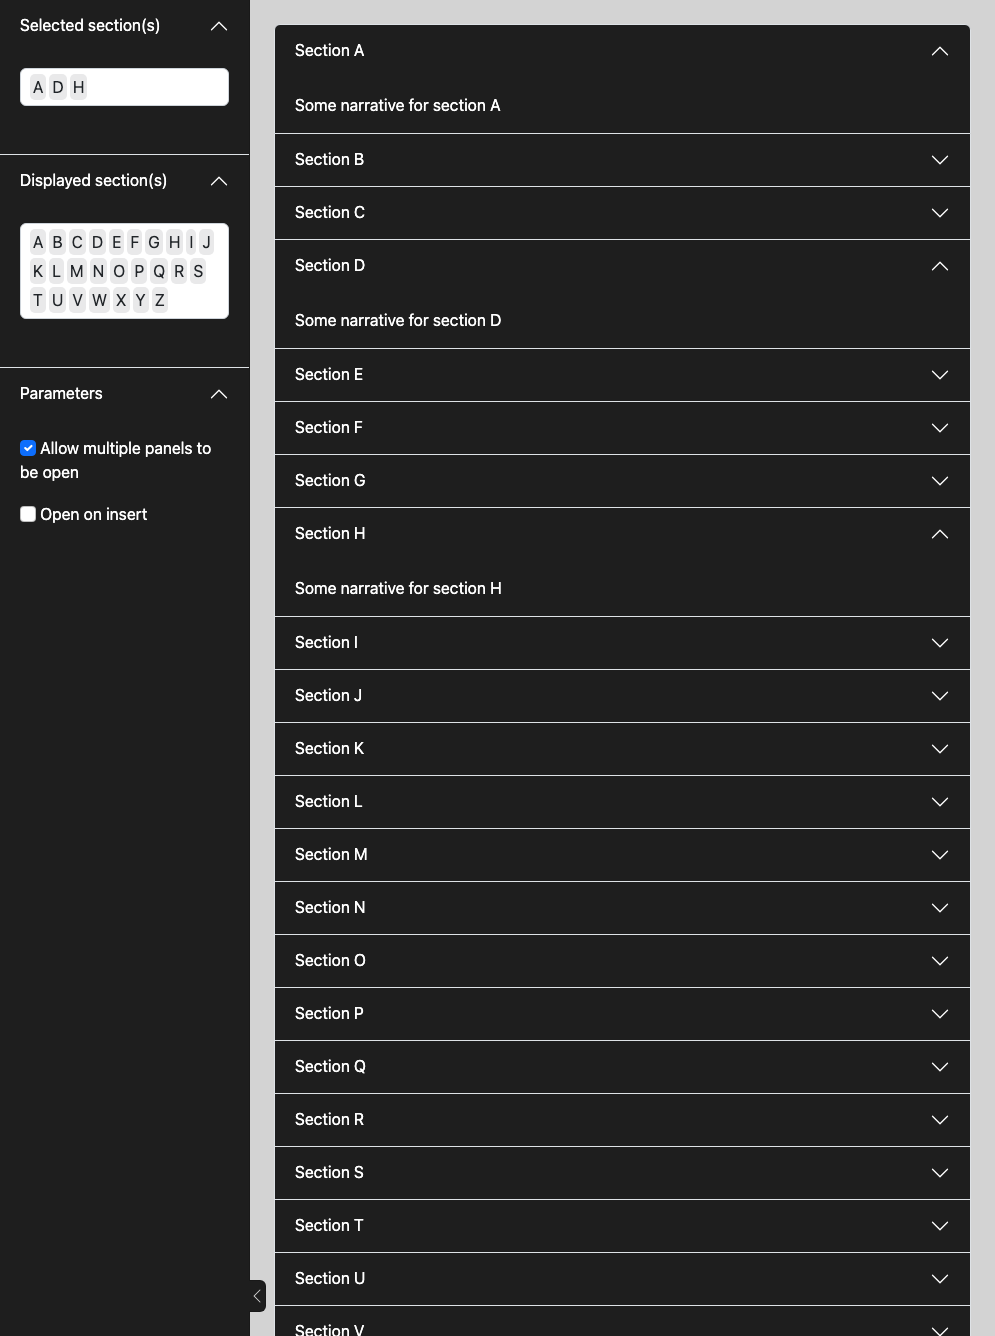 Selected section(s)
A D H
Displayed section(s)
A B C D E F G H I J
K L M N O P Q R S
T U V W X Y Z
Parameters
Allow multiple panels to
be open
Open on insert
Section A
Some narrative for section A
Section B
Section C
Section D
Some narrative for section D
Section E
Section F
Section G
Section H
Some narrative for section H
Section I
Section J
Section K
Section L
Section M
Section N
Section O
Section P
Section Q
Section R
Section S
Section T
Section U
Section V